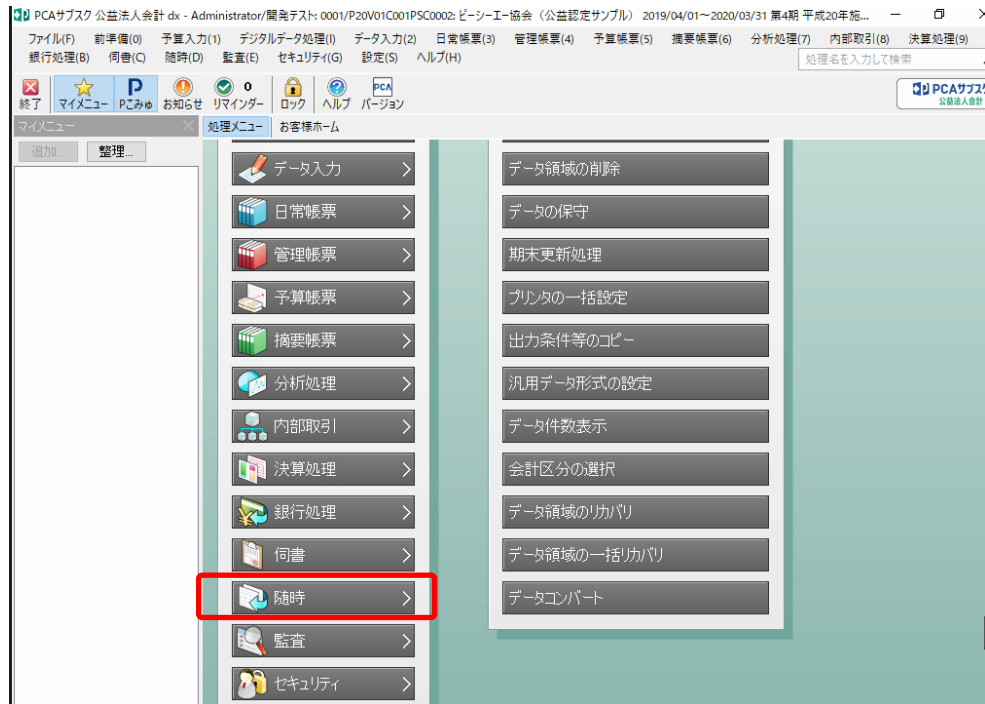 PCAサブスク 公益法人会計 dx - Administrator/開発テスト: 0001/P20V01C001PSC0002: ピーシーエー協会（公益認定サンプル） 2019/04/01～2020/03/31 第4期 平成20年施...
ファイル(F) 前準備(0) 予算入力(1) デジタルデータ処理(I) データ入力(2) 日常帳票(3) 管理帳票(4) 予算帳票(5) 摘要帳票(6) 分析処理(7) 内部取引(8) 決算処理(9)
銀行処理(B) 伺書(C) 随時(D) 監査(E) セキュリティ(G) 設定(S) ヘルプ(H) 処理名を入力して検索
P 0 PCA PCAサブスク
終了 マイメニュー Pこみゅ お知らせ リマインダー ロック ヘルプ バージョン 公益法人会計
マイメニュー 処理メニュー お客様ホーム
追加... 整理...
データ入力
日常帳票
管理帳票
予算帳票
摘要帳票
分析処理
内部取引
決算処理
銀行処理
伺書
随時
監査
セキュリティ
データ領域の削除
データの保守
期末更新処理
プリンタの一括設定
出力条件等のコピー
汎用データ形式の設定
データ件数表示
会計区分の選択
データ領域のリカバリ
データ領域の一括リカバリ
データコンバート